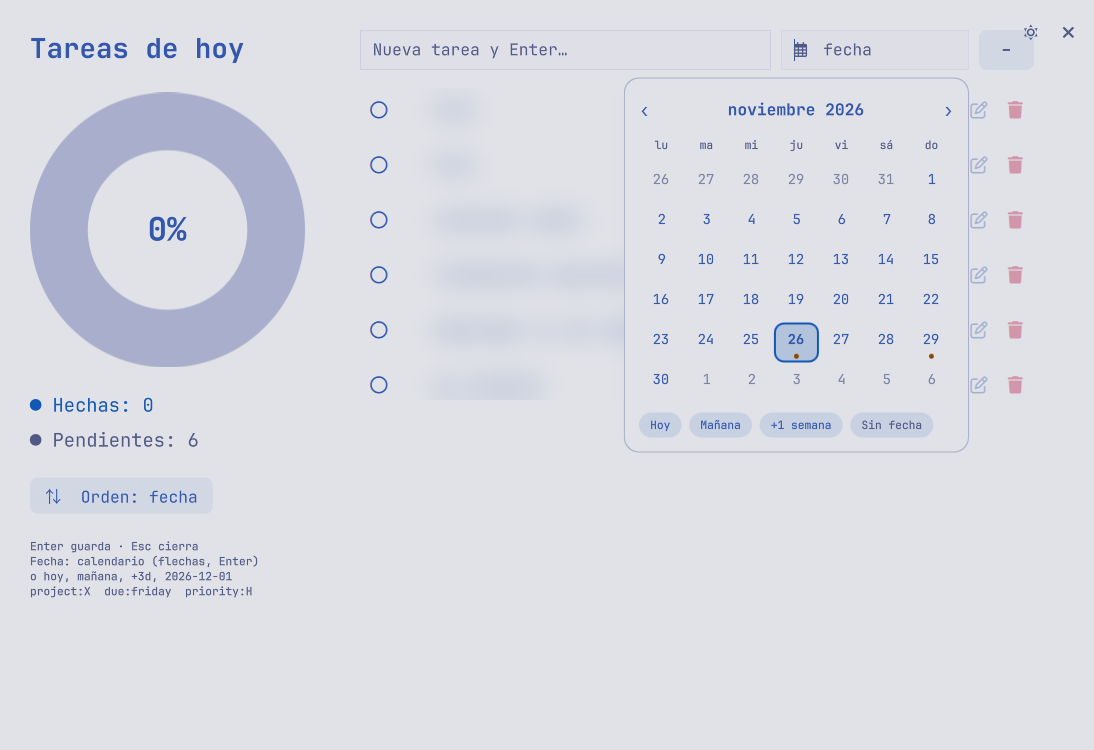 Tareas de hoy
Nueva tarea y Enter…
fecha
–
0%
Hechas: 0
Pendientes: 6
Orden: fecha
Enter guarda · Esc cierra
Fecha: calendario (flechas, Enter)
o hoy, mañana, +3d, 2026-12-01
project:X due:friday priority:H
‹ noviembre 2026 ›
lu ma mi ju vi sá do
26 27 28 29 30 31 1
2 3 4 5 6 7 8
9 10 11 12 13 14 15
16 17 18 19 20 21 22
23 24 25 26 27 28 29
30 1 2 3 4 5 6
Hoy Mañana +1 semana Sin fecha